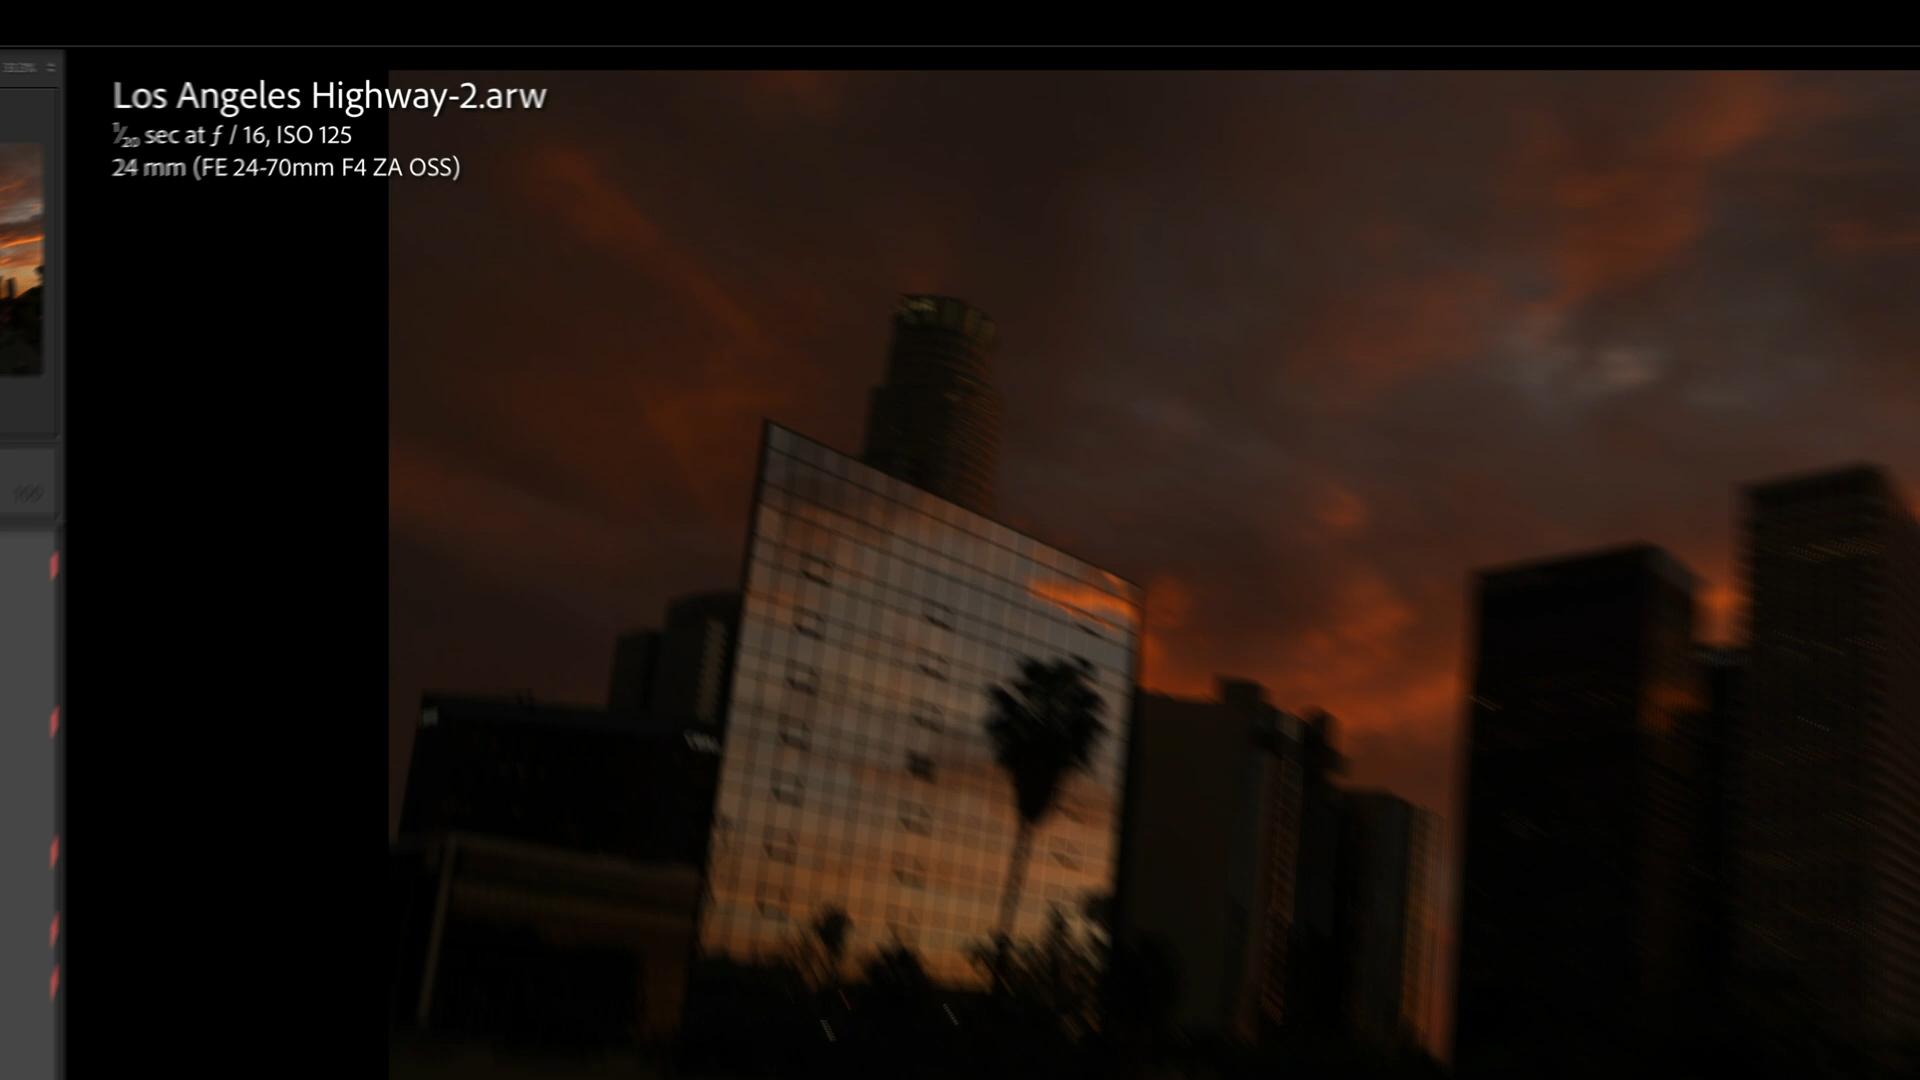 Los Angeles Highway-2.arw
1/20 sec at ƒ / 16, ISO 125
24 mm (FE 24-70mm F4 ZA OSS)
100